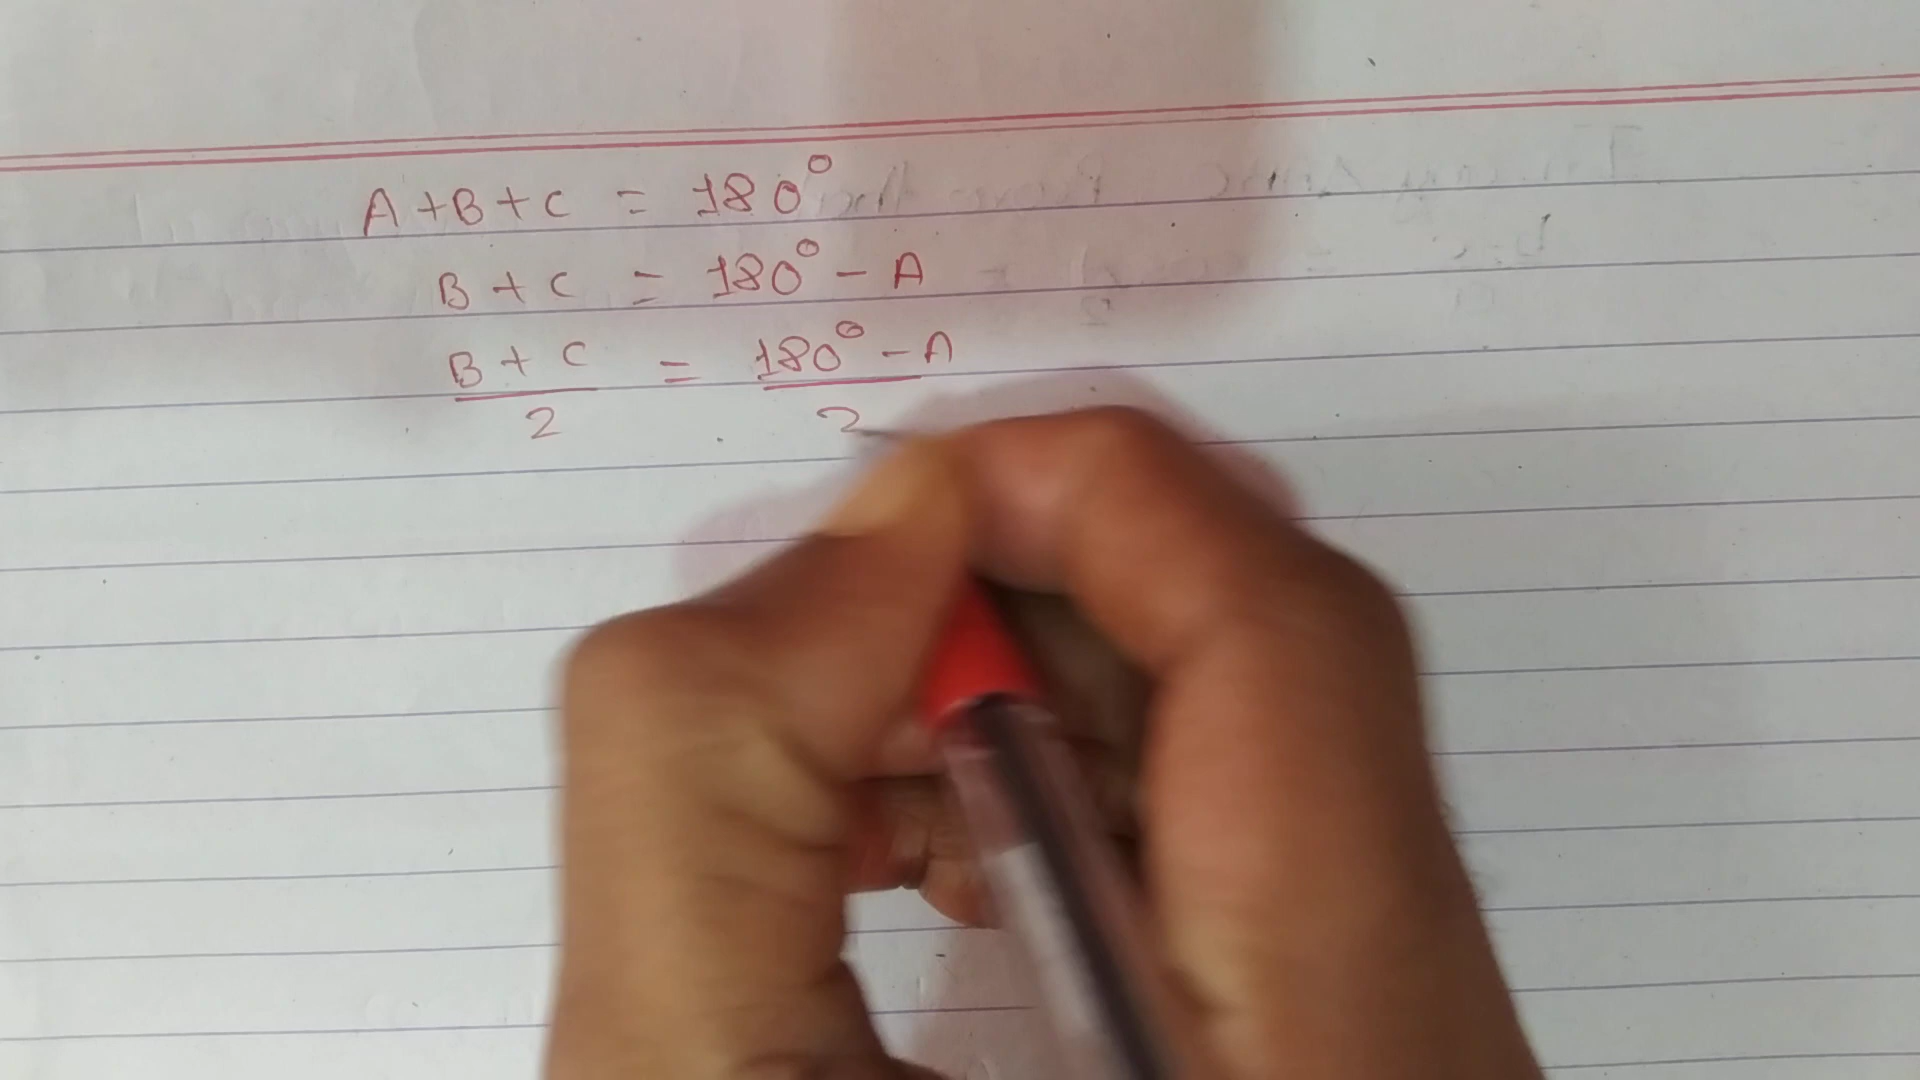 A + B + C = 180°
B + C = 180° - A
B + C / 2 = 180° - A / 2